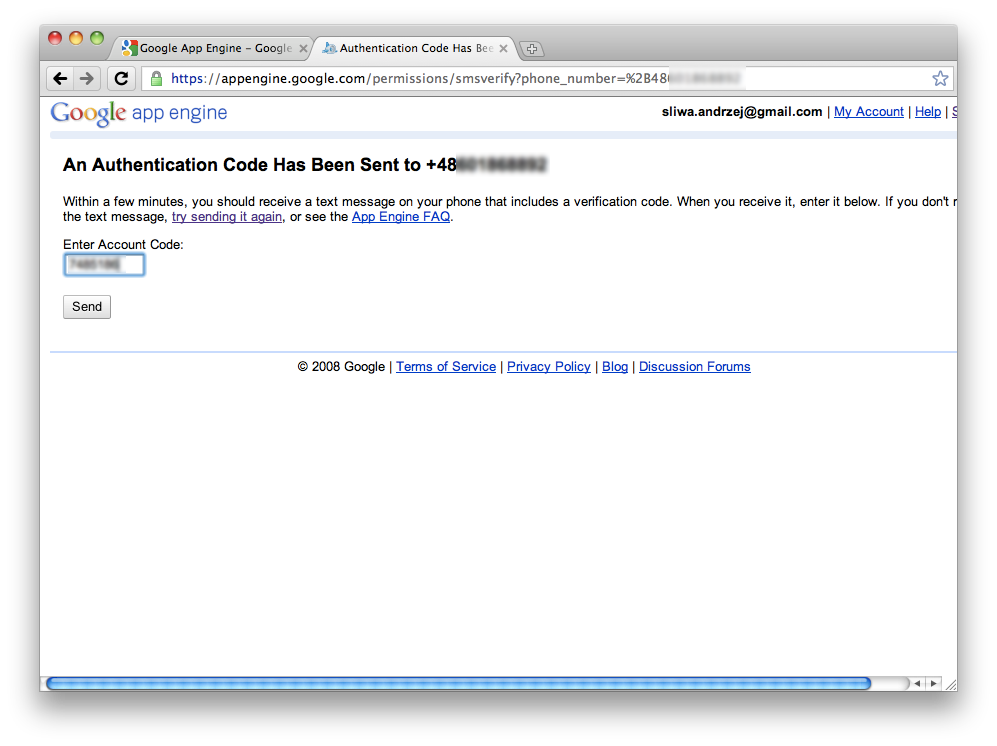 Google App Engine – Google
Authentication Code Has Bee
https://appengine.google.com/permissions/smsverify?phone_number=%2B48
Google app engine
sliwa.andrzej@gmail.com | My Account | Help | S
An Authentication Code Has Been Sent to +48
Within a few minutes, you should receive a text message on your phone that includes a verification code. When you receive it, enter it below. If you don't r
the text message, try sending it again, or see the App Engine FAQ.
Enter Account Code:
Send
© 2008 Google | Terms of Service | Privacy Policy | Blog | Discussion Forums